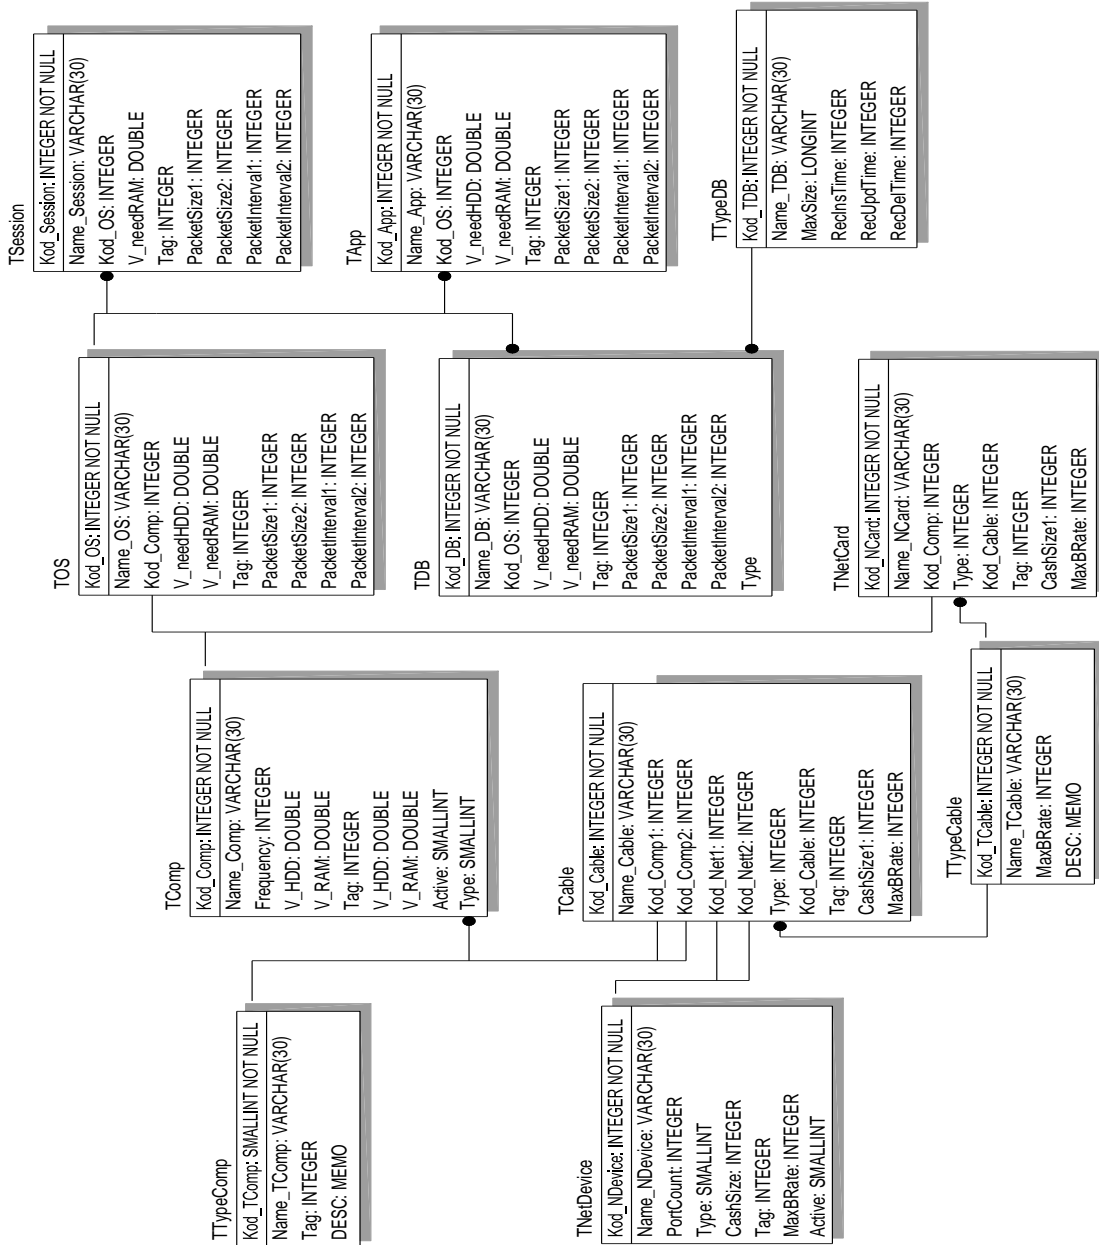 TTypeComp
Kod_TComp: SMALLINT NOT NULL
Name_TComp: VARCHAR(30)
Tag: INTEGER
DESC: MEMO
TNetDevice
Kod_NDevice: INTEGER NOT NULL
Name_NDevice: VARCHAR(30)
PortCount: INTEGER
Type: SMALLINT
CashSize: INTEGER
Tag: INTEGER
MaxBRate: INTEGER
Active: SMALLINT
TComp
Kod_Comp: INTEGER NOT NULL
Name_Comp: VARCHAR(30)
Frequency: INTEGER
V_HDD: DOUBLE
V_RAM: DOUBLE
Tag: INTEGER
V_HDD: DOUBLE
V_RAM: DOUBLE
Active: SMALLINT
Type: SMALLINT
TCable
Kod_Cable: INTEGER NOT NULL
Name_Cable: VARCHAR(30)
Kod_Comp1: INTEGER
Kod_Comp2: INTEGER
Kod_Net1: INTEGER
Kod_Nett2: INTEGER
Type: INTEGER
Kod_Cable: INTEGER
Tag: INTEGER
CashSize1: INTEGER
MaxBRate: INTEGER
TTypeCable
Kod_TCable: INTEGER NOT NULL
Name_TCable: VARCHAR(30)
MaxBRate: INTEGER
DESC: MEMO
TOS
Kod_OS: INTEGER NOT NULL
Name_OS: VARCHAR(30)
Kod_Comp: INTEGER
V_needHDD: DOUBLE
V_needRAM: DOUBLE
Tag: INTEGER
PacketSize1: INTEGER
PacketSize2: INTEGER
PacketInterval1: INTEGER
PacketInterval2: INTEGER
TDB
Kod_DB: INTEGER NOT NULL
Name_DB: VARCHAR(30)
Kod_OS: INTEGER
V_needHDD: DOUBLE
V_needRAM: DOUBLE
Tag: INTEGER
PacketSize1: INTEGER
PacketSize2: INTEGER
PacketInterval1: INTEGER
PacketInterval2: INTEGER
Type
TNetCard
Kod_NCard: INTEGER NOT NULL
Name_NCard: VARCHAR(30)
Kod_Comp: INTEGER
Type: INTEGER
Kod_Cable: INTEGER
Tag: INTEGER
CashSize1: INTEGER
MaxBRate: INTEGER
TSession
Kod_Session: INTEGER NOT NULL
Name_Session: VARCHAR(30)
Kod_OS: INTEGER
V_needHDD: DOUBLE
V_needRAM: DOUBLE
Tag: INTEGER
PacketSize1: INTEGER
PacketSize2: INTEGER
PacketInterval1: INTEGER
PacketInterval2: INTEGER
TApp
Kod_App: INTEGER NOT NULL
Name_App: VARCHAR(30)
Kod_OS: INTEGER
V_needHDD: DOUBLE
V_needRAM: DOUBLE
Tag: INTEGER
PacketSize1: INTEGER
PacketSize2: INTEGER
PacketInterval1: INTEGER
PacketInterval2: INTEGER
TTypeDB
Kod_TDB: INTEGER NOT NULL
Name_TDB: VARCHAR(30)
MaxSize: LONGINT
RecInsTime: INTEGER
RecUpdTime: INTEGER
RecDelTime: INTEGER